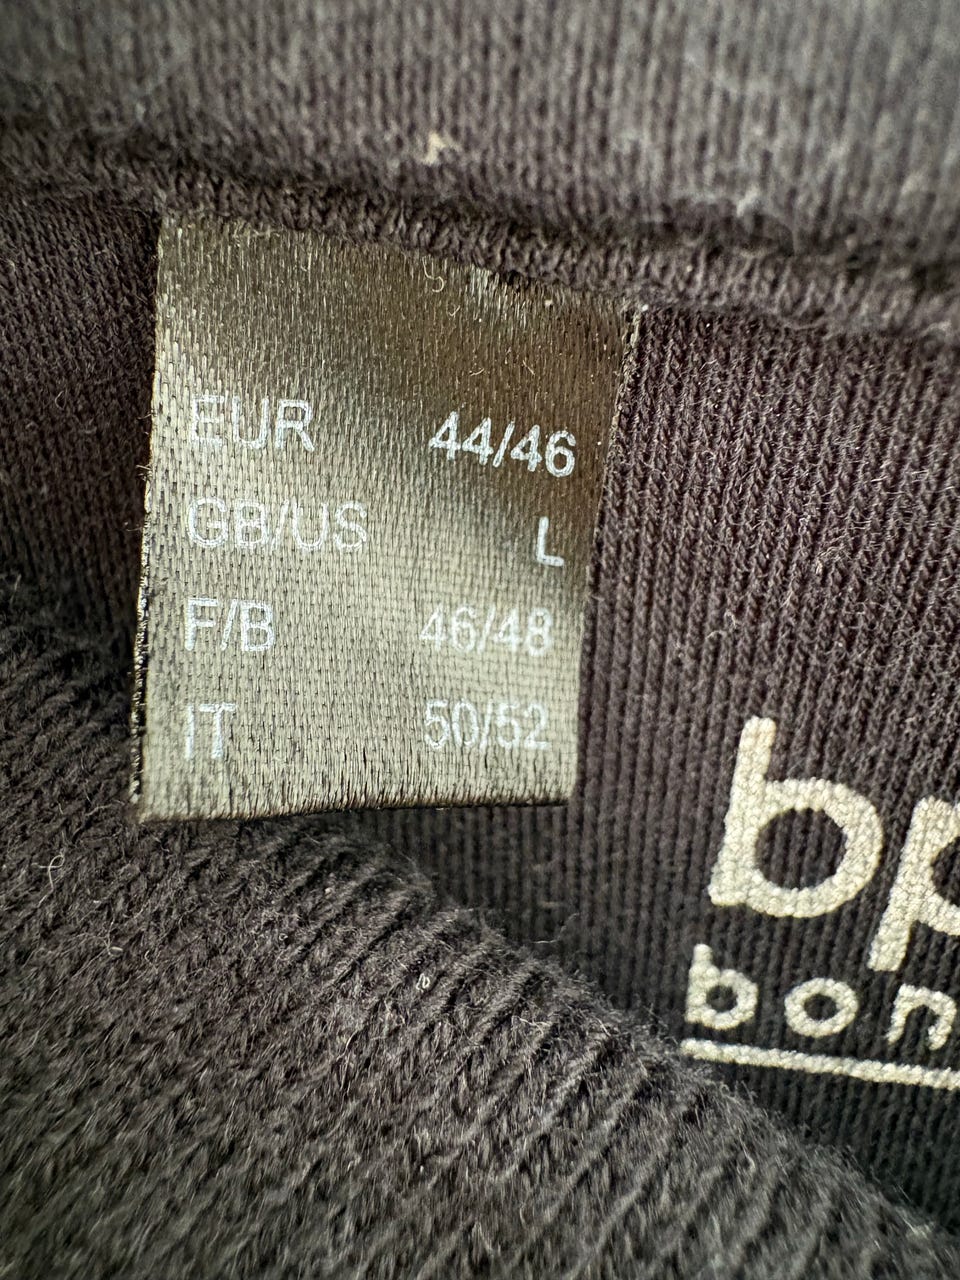 EUR 44/46
GB/US L
F/B 46/48
IT 50/52
bp
bon